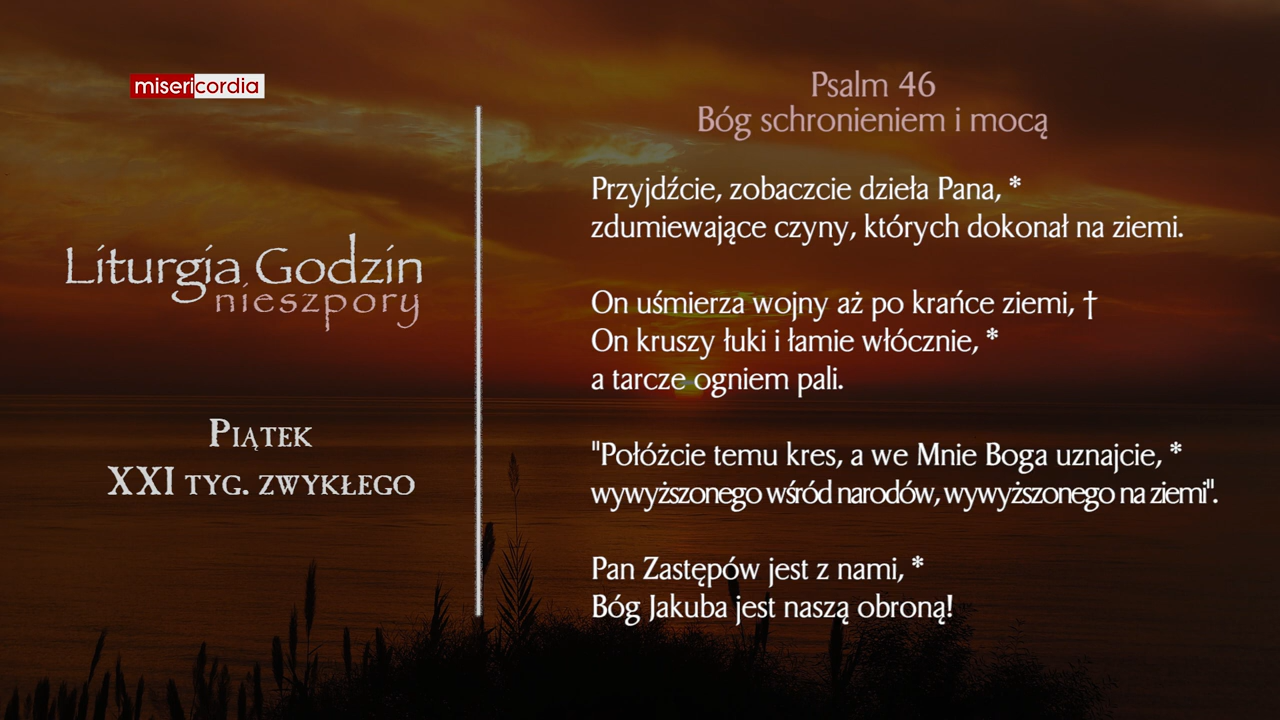 misericordia
Liturgia Godzin
nieszpory
Piątek
XXI tyg. zwykłego
Psalm 46
Bóg schronieniem i mocą
Przyjdźcie, zobaczcie dzieła Pana, *
zdumiewające czyny, których dokonał na ziemi.
On uśmierza wojny aż po krańce ziemi, †
On kruszy łuki i łamie włócznie, *
a tarcze ogniem pali.
"Połóżcie temu kres, a we Mnie Boga uznajcie, *
wywyższonego wśród narodów, wywyższonego na ziemi".
Pan Zastępów jest z nami, *
Bóg Jakuba jest naszą obroną!